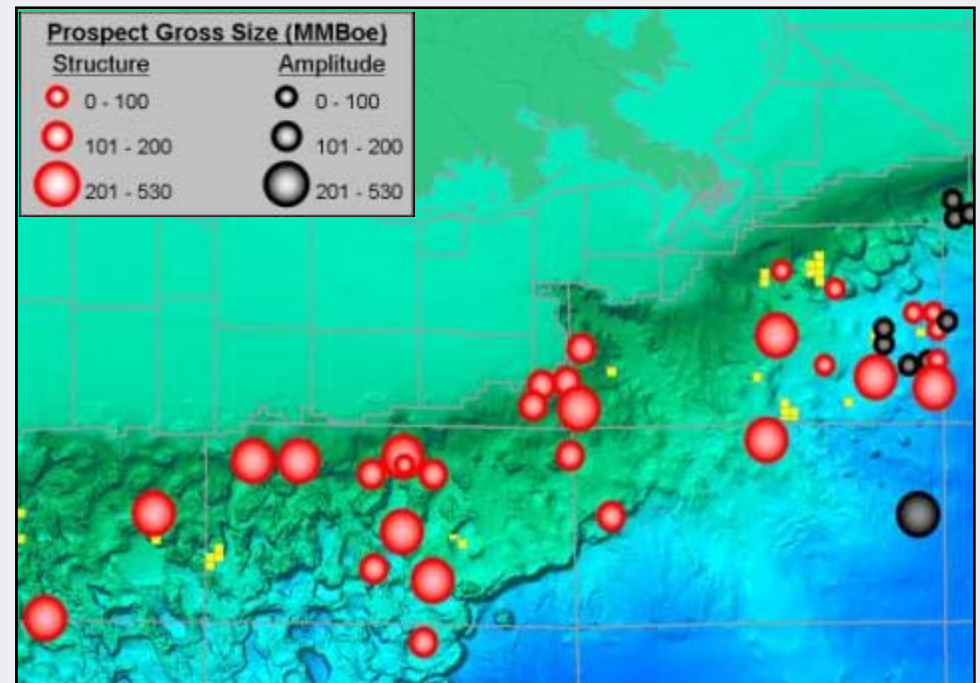 Prospect Gross Size (MMBoe)
Structure Amplitude
0 - 100 0 - 100
101 - 200 101 - 200
201 - 530 201 - 530